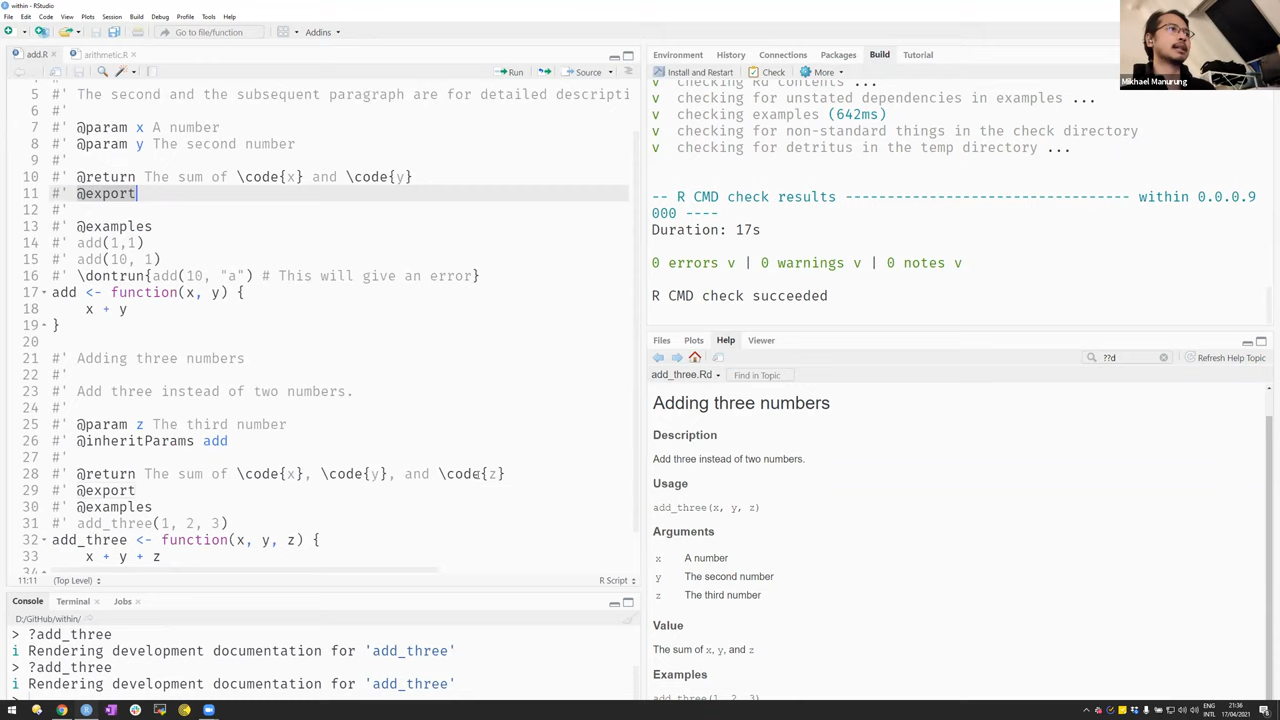 within - RStudio
File Edit Code View Plots Session Build Debug Profile Tools Help
Go to file/function
Addins
add.R
arithmetic.R
Run
Source
5 #' The second and the subsequent paragraph are
6 #'
7 #' @param x A number
8 #' @param y The second number
9 #'
10 #' @return The sum of \code{x} and \code{y}
11 #' @export
12 #'
13 #' @examples
14 #' add(1,1)
15 #' add(10, 1)
16 #' \dontrun{add(10, "a") # This will give an error}
17 add <- function(x, y) {
18 x + y
19 }
20
21 #' Adding three numbers
22 #'
23 #' Add three instead of two numbers.
24 #'
25 #' @param z The third number
26 #' @inheritParams add
27 #'
28 #' @return The sum of \code{x}, \code{y}, and \code{z}
29 #' @export
30 #' @examples
31 #' add_three(1, 2, 3)
32 add_three <- function(x, y, z) {
33 x + y + z
34
11:11 (Top Level)
R Script
Console Terminal Jobs
D:/GitHub/within/
> ?add_three
i Rendering development documentation for 'add_three'
> ?add_three
i Rendering development documentation for 'add_three'
>
Environment History Connections Packages Build Tutorial
Install and Restart Check More
v checking Rd contents ...
v checking for unstated dependencies in examples ...
v checking examples (642ms)
v checking for non-standard things in the check directory
v checking for detritus in the temp directory ...
-- R CMD check results -------------------------------- within 0.0.0.9
000 ----
Duration: 17s
0 errors v | 0 warnings v | 0 notes v
R CMD check succeeded
Files Plots Help Viewer
??d
Refresh Help Topic
add_three.Rd
Find in Topic
Adding three numbers
Description
Add three instead of two numbers.
Usage
add_three(x, y, z)
Arguments
x A number
y The second number
z The third number
Value
The sum of x, y, and z
Examples
add_three(1, 2, 3)
Mikhael Manurung
ENG
INTL
21:36
17/04/2021